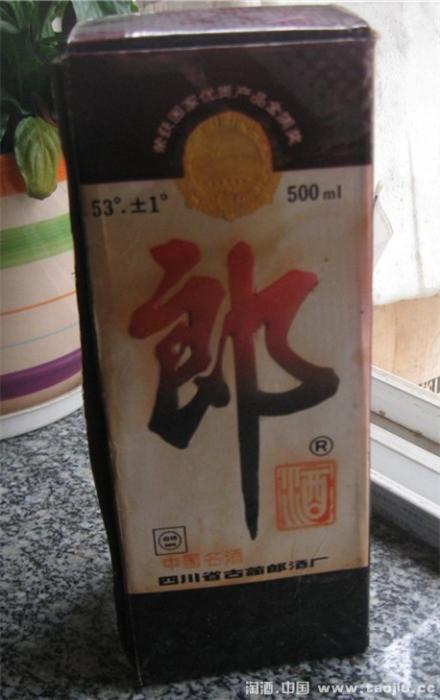 荣获国家优质产品金质奖
53°.±1° 500ml
郎
®
酒
中国名酒
四川省古蔺郎酒厂
淘酒.中国 www.taojiu.cc